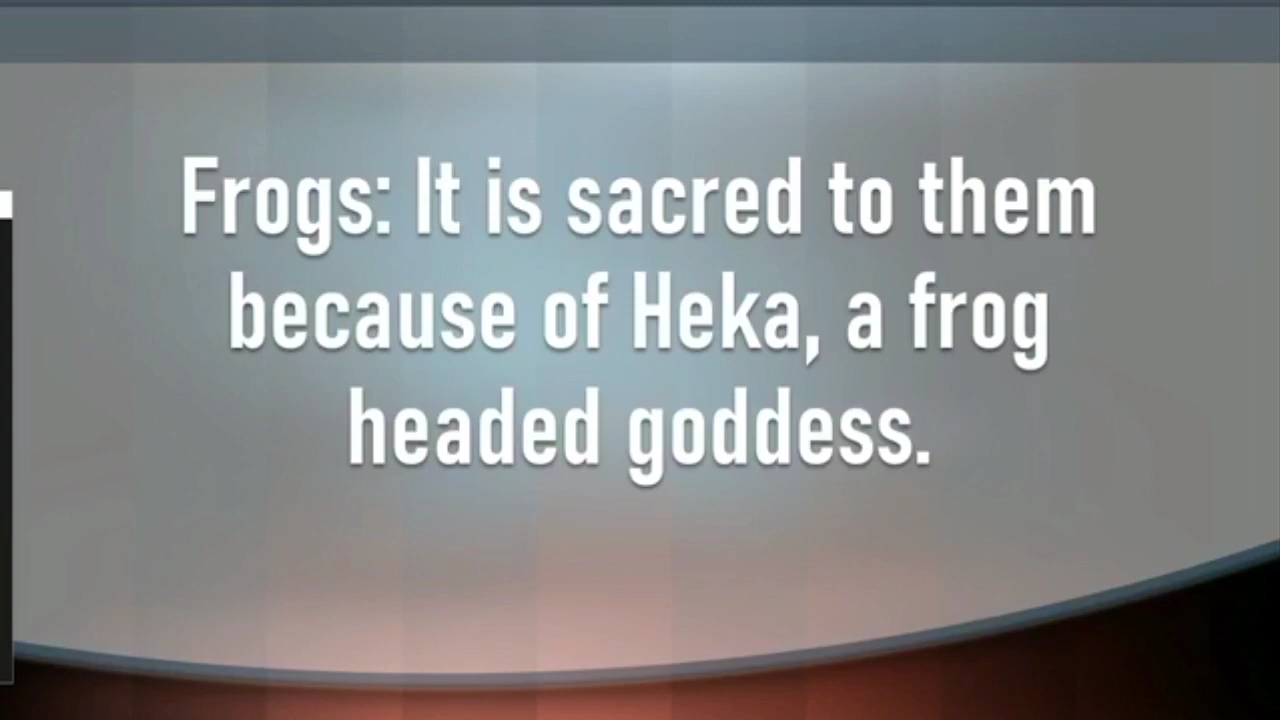 Frogs: It is sacred to them
because of Heka, a frog
headed goddess.